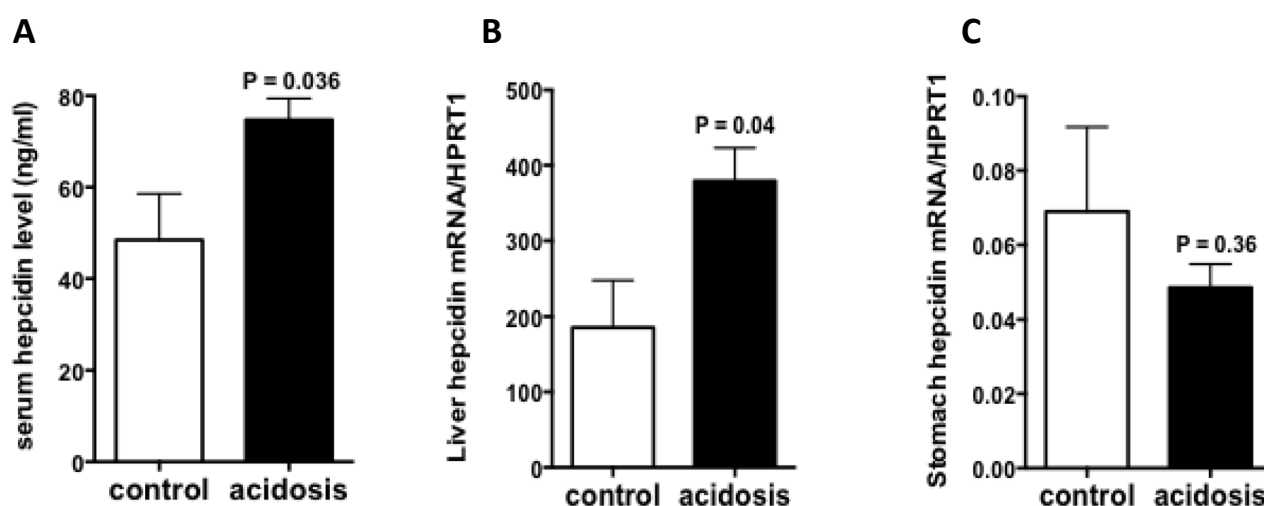 A
serum hepcidin level (ng/ml)
80
60
40
20
0
P = 0.036
control
acidosis
B
Liver hepcidin mRNA/HPRT1
500
400
300
200
100
0
P = 0.04
control
acidosis
C
Stomach hepcidin mRNA/HPRT1
0.10
0.08
0.06
0.04
0.02
0.00
P = 0.36
control
acidosis